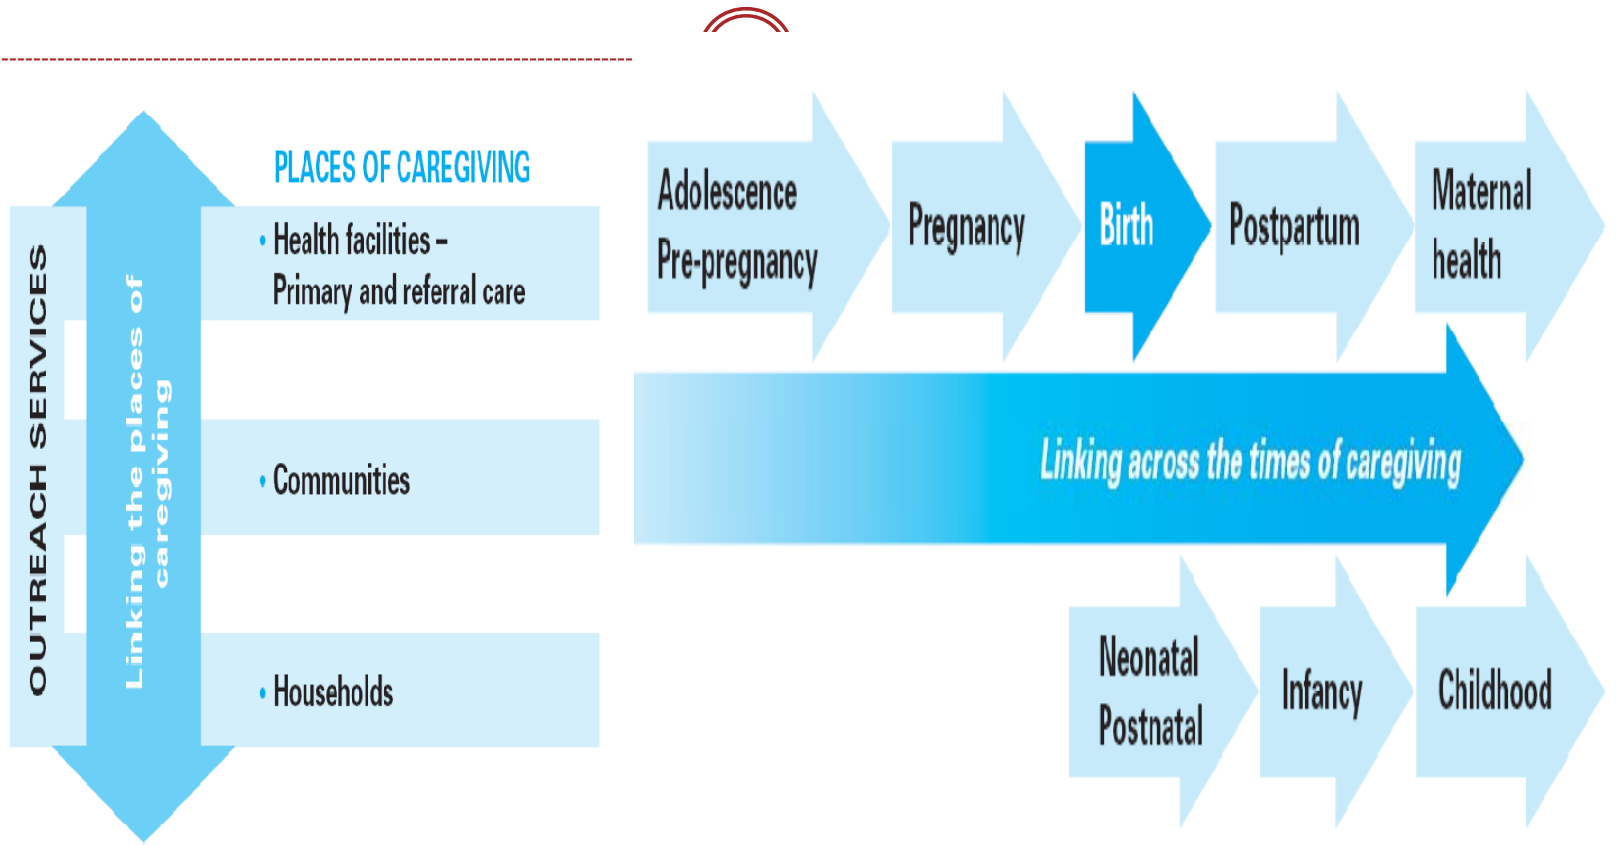 OUTREACH SERVICES
Linking the places of
caregiving
PLACES OF CAREGIVING
• Health facilities –
Primary and referral care
• Communities
• Households
Adolescence
Pre-pregnancy
Pregnancy
Birth
Postpartum
Maternal
health
Linking across the times of caregiving
Neonatal
Postnatal
Infancy
Childhood